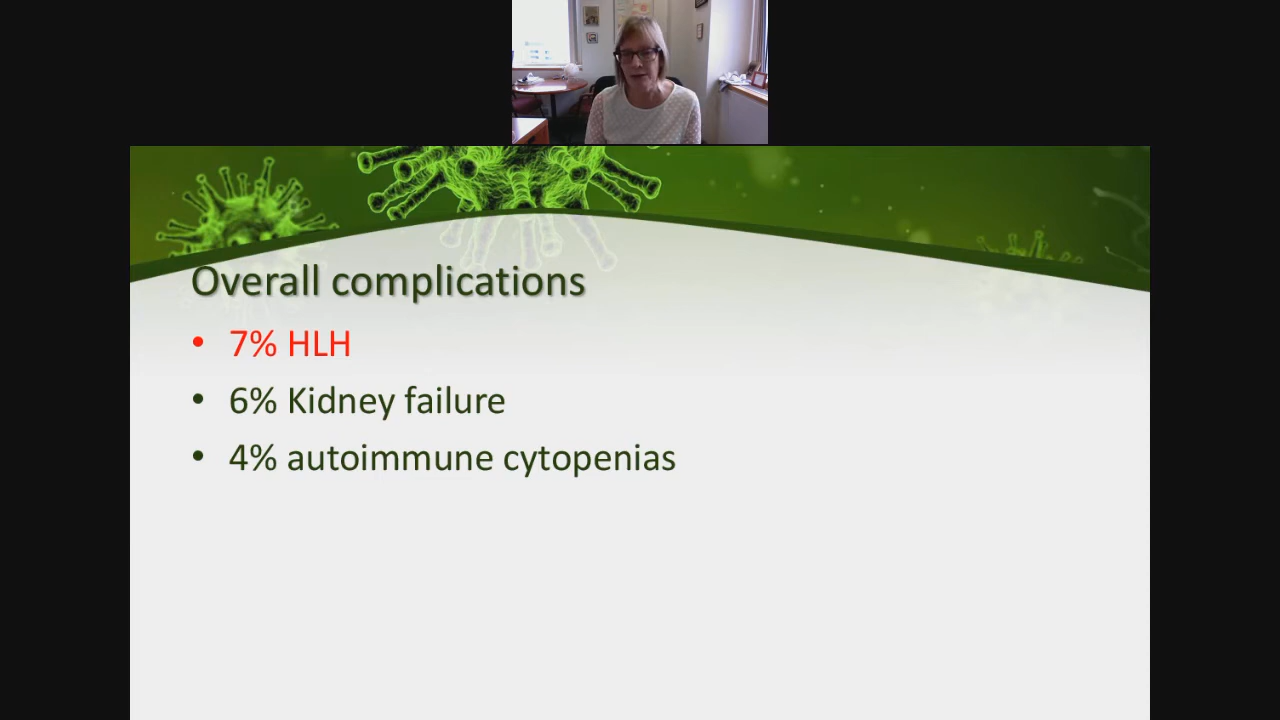 Overall complications
• 7% HLH
• 6% Kidney failure
• 4% autoimmune cytopenias